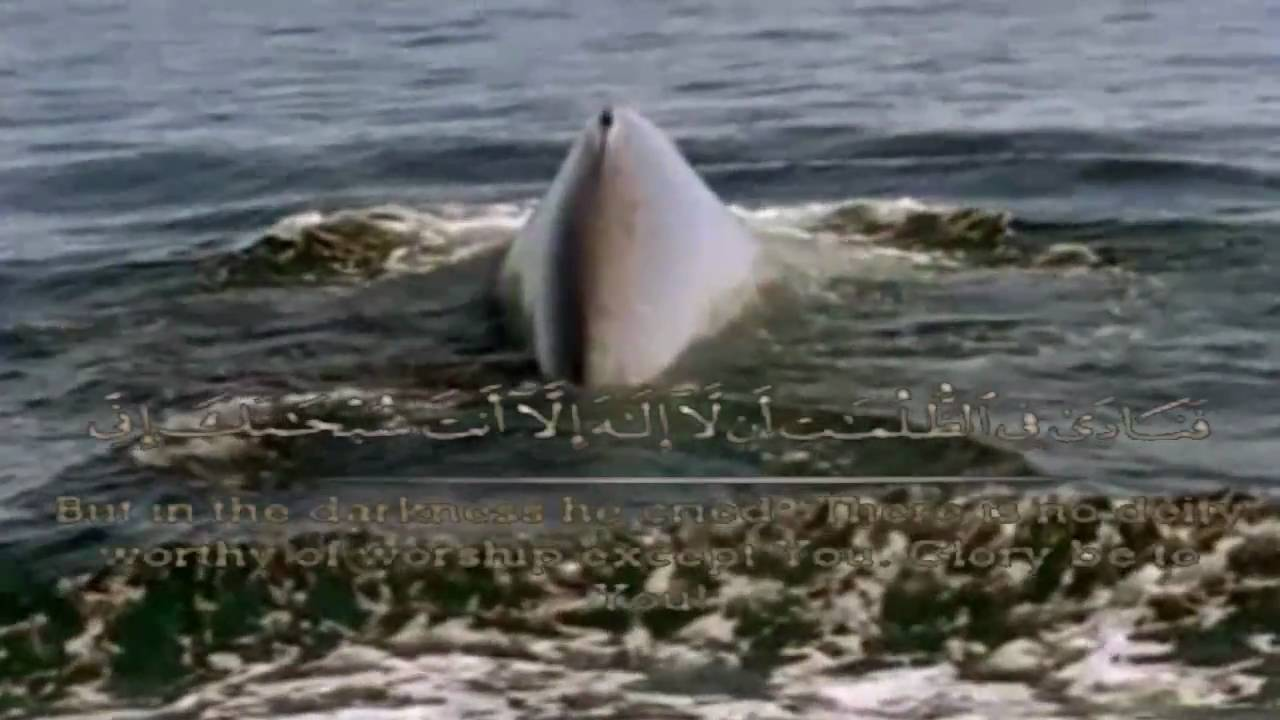 فَنَادَىٰ فِى ٱلظُّلُمَـٰتِ أَن لَّآ إِلَـٰهَ إِلَّآ أَنتَ سُبْحَـٰنَكَ إِنِّى
But in the darkness he cried: There is no deity
worthy of worship except You. Glory be to
You!